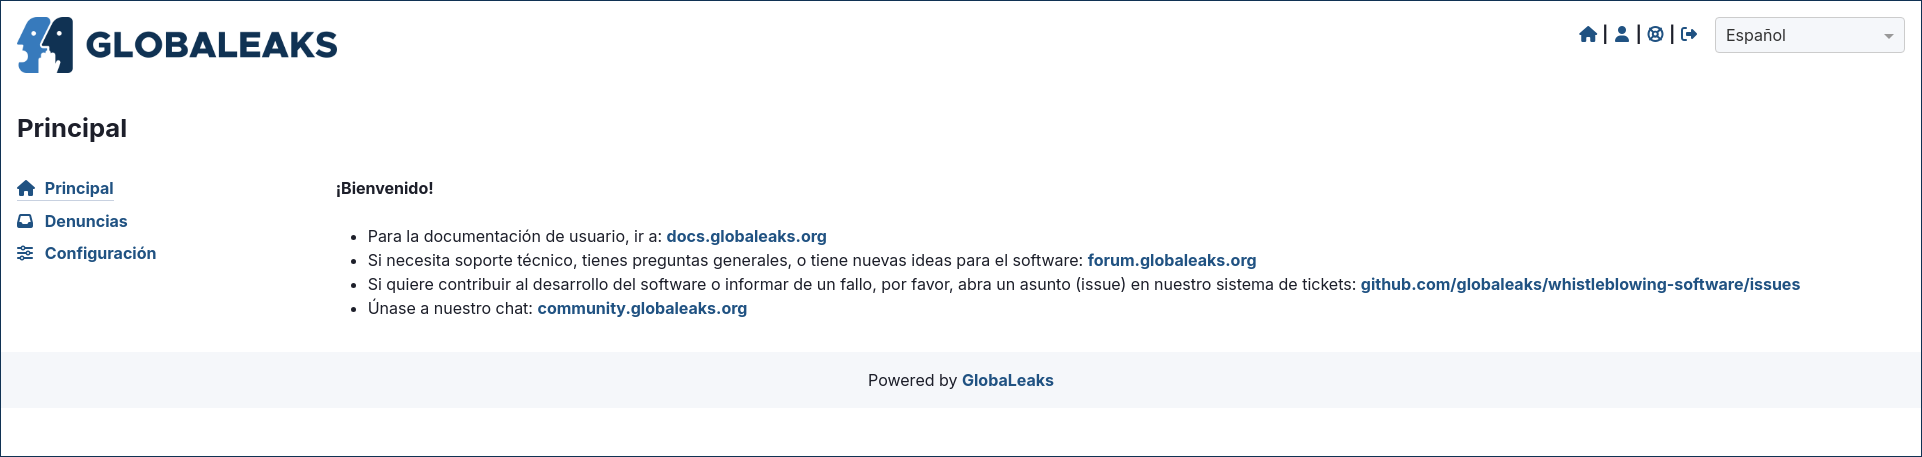 GLOBALEAKS
Español
Principal
Principal
Denuncias
Configuración
¡Bienvenido!
Para la documentación de usuario, ir a: docs.globaleaks.org
Si necesita soporte técnico, tienes preguntas generales, o tiene nuevas ideas para el software: forum.globaleaks.org
Si quiere contribuir al desarrollo del software o informar de un fallo, por favor, abra un asunto (issue) en nuestro sistema de tickets: github.com/globaleaks/whistleblowing-software/issues
Únase a nuestro chat: community.globaleaks.org
Powered by GlobaLeaks